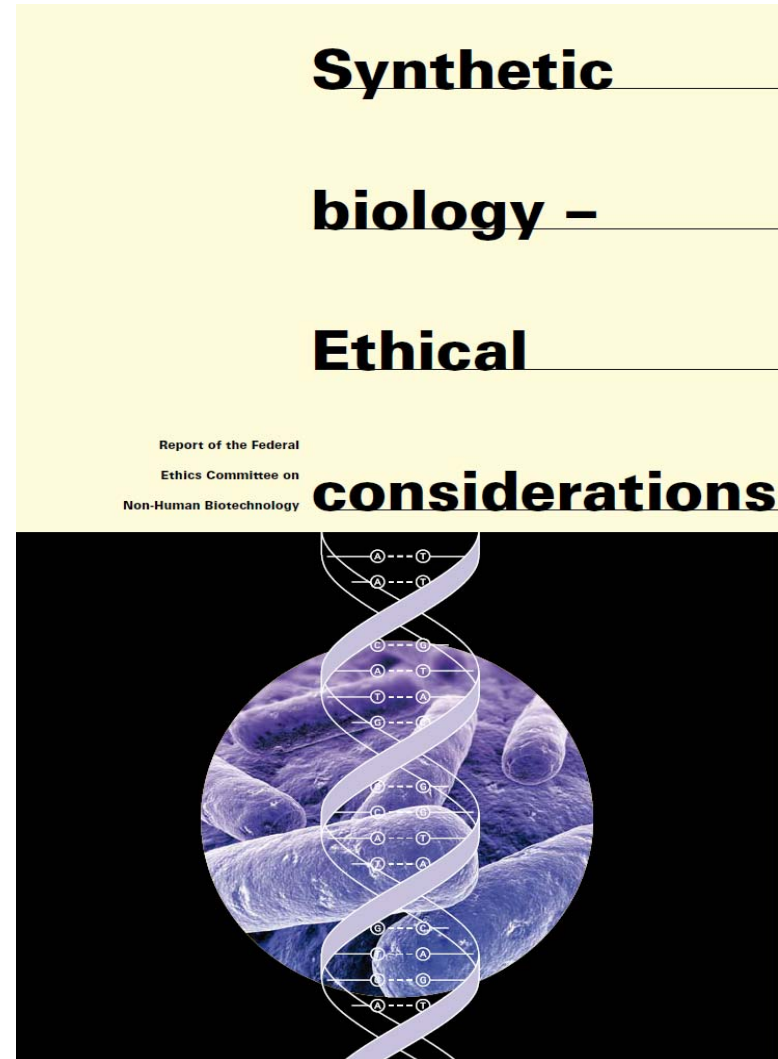 Synthetic
biology –
Ethical
Report of the Federal
Ethics Committee on
Non-Human Biotechnology
considerations
A T
A T
C G
A T
T A
G
G
C G
A T
T A
G C
A
G
A T